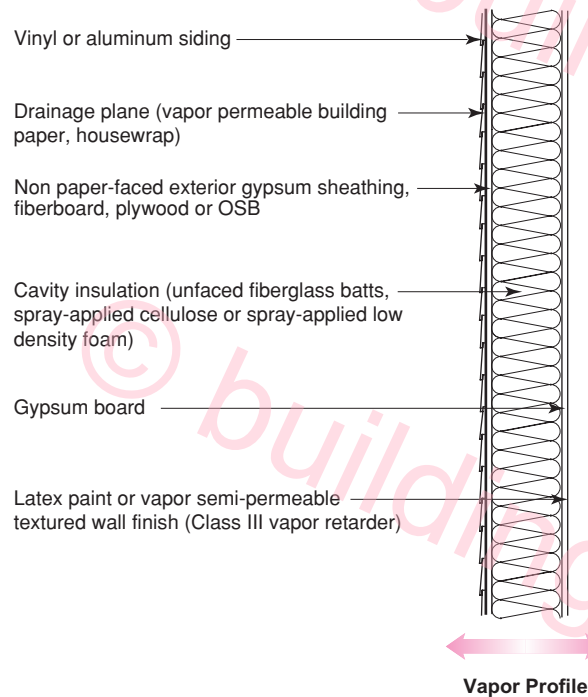 Vinyl or aluminum siding
Drainage plane (vapor permeable building
paper, housewrap)
Non paper-faced exterior gypsum sheathing,
fiberboard, plywood or OSB
Cavity insulation (unfaced fiberglass batts,
spray-applied cellulose or spray-applied low
density foam)
Gypsum board
Latex paint or vapor semi-permeable
textured wall finish (Class III vapor retarder)
Vapor Profile
© building